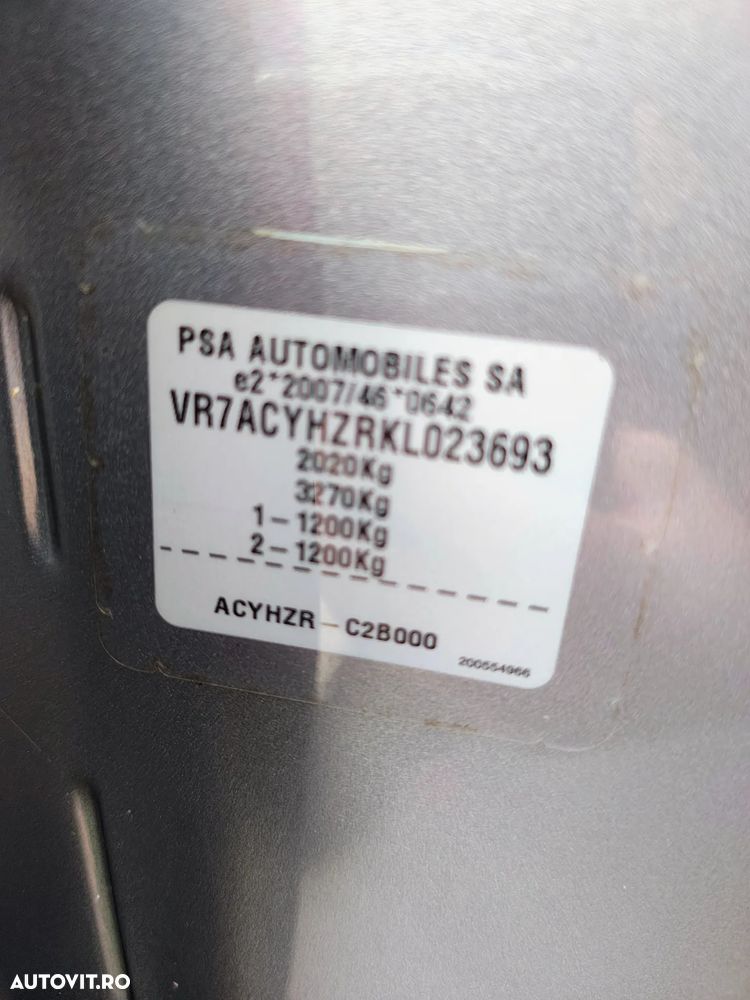 PSA AUTOMOBILES SA
e2*2007/46*0642
VR7ACYHZRKL023693
2020Kg
3270Kg
1-1200Kg
2-1200Kg
ACYHZR-C2B000
200554966
AUTOVIT.RO